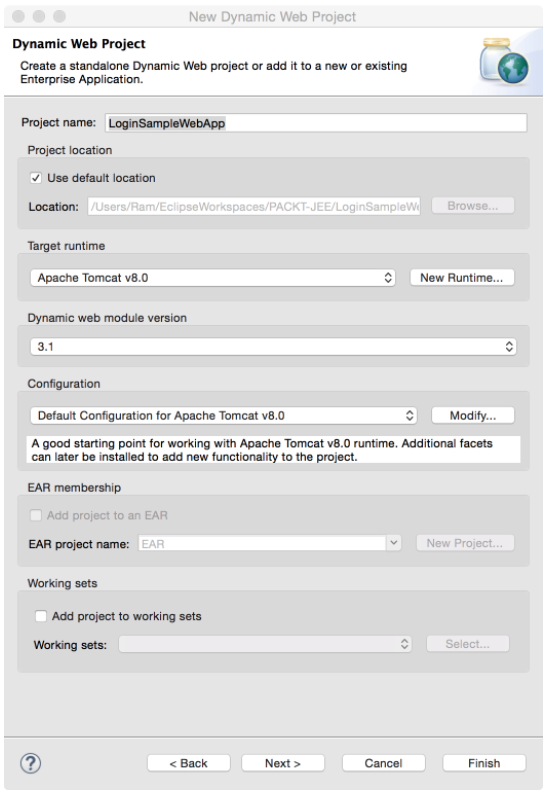 New Dynamic Web Project
Dynamic Web Project
Create a standalone Dynamic Web project or add it to a new or existing
Enterprise Application.
Project name: LoginSampleWebApp
Project location
Use default location
Location: /Users/Ram/EclipseWorkspaces/PACKT-JEE/LoginSampleWe Browse...
Target runtime
Apache Tomcat v8.0 New Runtime...
Dynamic web module version
3.1
Configuration
Default Configuration for Apache Tomcat v8.0 Modify...
A good starting point for working with Apache Tomcat v8.0 runtime. Additional facets
can later be installed to add new functionality to the project.
EAR membership
Add project to an EAR
EAR project name: EAR New Project...
Working sets
Add project to working sets
Working sets: Select...
? < Back Next > Cancel Finish